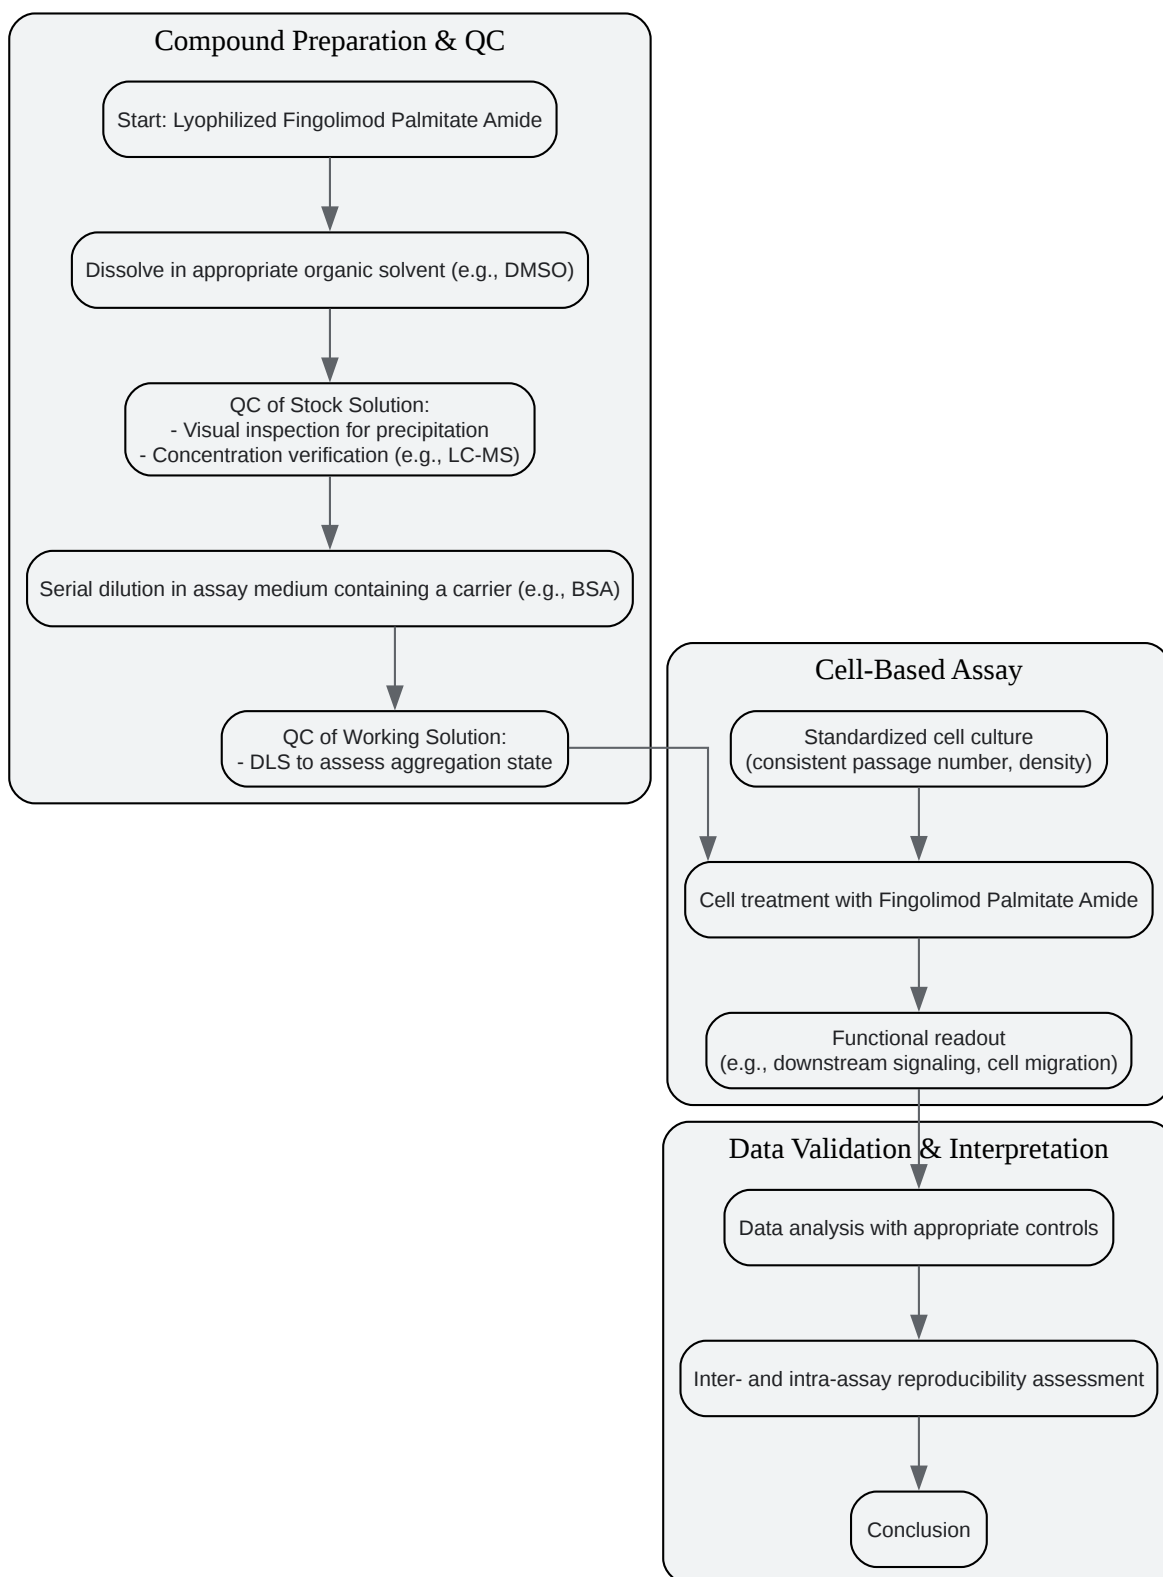 Compound Preparation & QC
Start: Lyophilized Fingolimod Palmitate Amide
Dissolve in appropriate organic solvent (e.g., DMSO)
QC of Stock Solution:
- Visual inspection for precipitation
- Concentration verification (e.g., LC-MS)
Serial dilution in assay medium containing a carrier (e.g., BSA)
QC of Working Solution:
- DLS to assess aggregation state
Cell-Based Assay
Standardized cell culture
(consistent passage number, density)
Cell treatment with Fingolimod Palmitate Amide
Functional readout
(e.g., downstream signaling, cell migration)
Data Validation & Interpretation
Data analysis with appropriate controls
Inter- and intra-assay reproducibility assessment
Conclusion